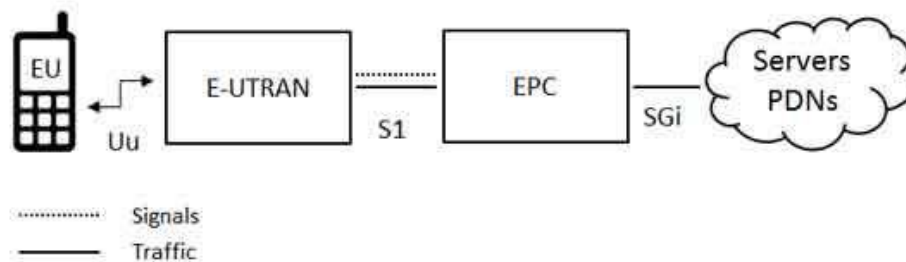 EU
Uu
E-UTRAN
S1
EPC
SGi
Servers
PDNs
Signals
Traffic